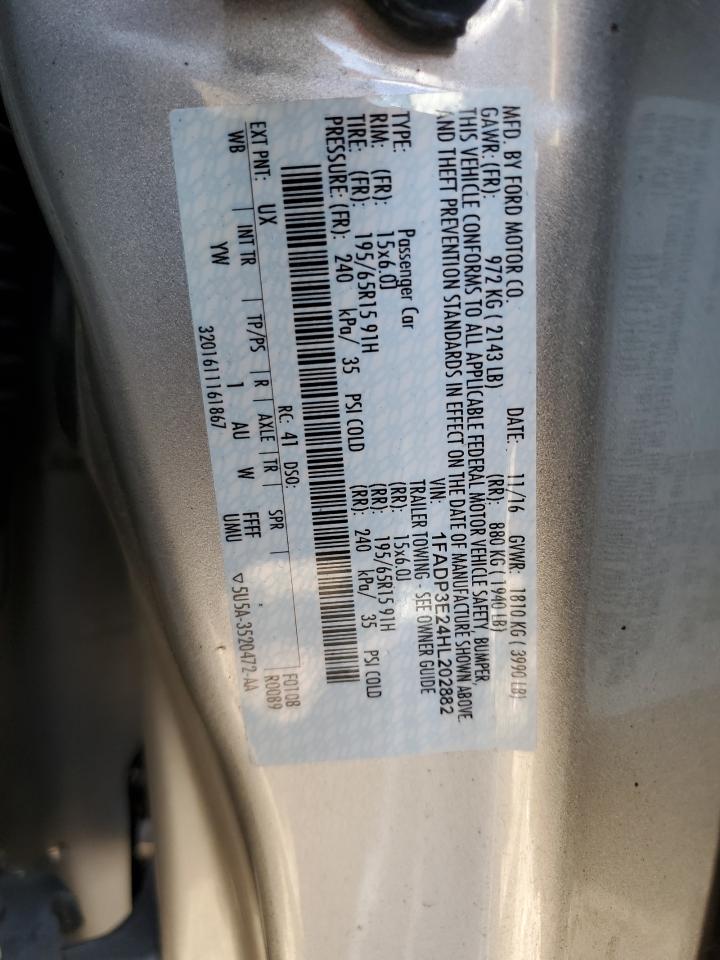 MFD. BY FORD MOTOR CO.
DATE: 11/16 GVWR: 1810 KG ( 3990 LB)
GAWR: (FR): 972 KG ( 2143 LB) (RR): 880 KG ( 1940 LB)
THIS VEHICLE CONFORMS TO ALL APPLICABLE FEDERAL MOTOR VEHICLE SAFETY, BUMPER,
AND THEFT PREVENTION STANDARDS IN EFFECT ON THE DATE OF MANUFACTURE SHOWN ABOVE.
VIN: 1FADP3E24HL202882
TYPE: Passenger Car TRAILER TOWING - SEE OWNER GUIDE
RIM: (FR): 15x6.0J (RR): 15x6.0J
TIRE: (FR): 195/65R15 91H (RR): 195/65R15 91H
PRESSURE: (FR): 240 kPa/ 35 PSI COLD (RR): 240 kPa/ 35 PSI COLD
F0108
R0089
EXT PNT: UX RC: 41 DSO:
WB | INT TR | TP/PS | R | AXLE | TR | SPR |
YW 1 AU W FFFF
UMU
3201611161867 ▽5U5A-3520472-AA